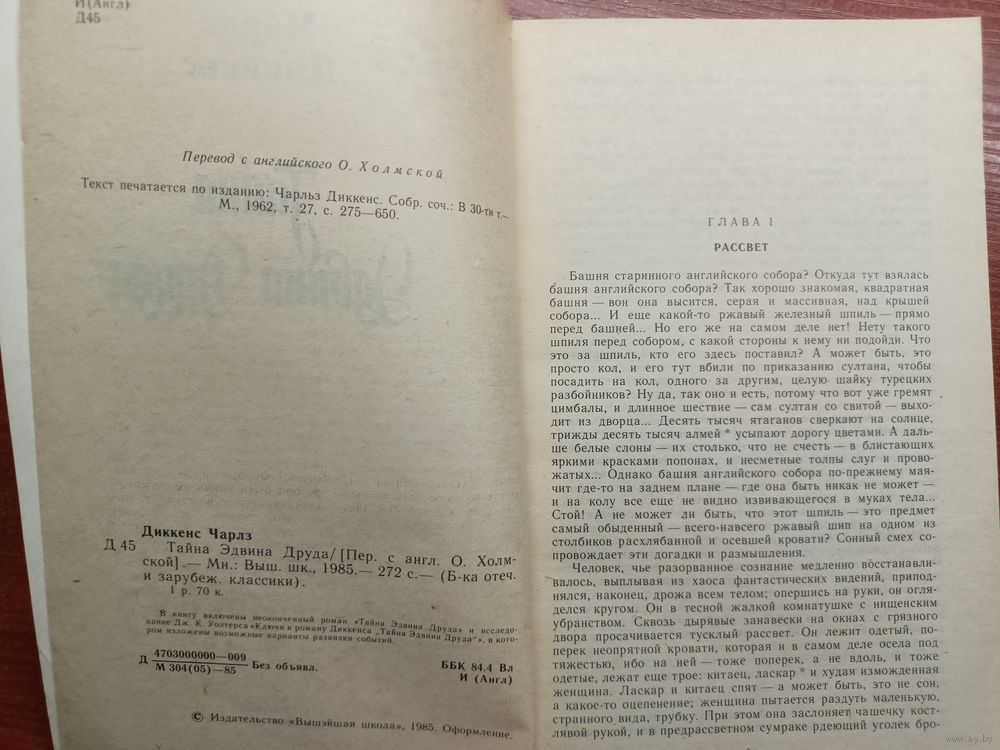 И(Англ)
Д45
Перевод с английского О. Холмской
Текст печатается по изданию: Чарльз Диккенс. Собр. соч.: В 30-ти т.—
М., 1962, т. 27, с. 275—650.
Диккенс Чарлз
Д 45 Тайна Эдвина Друда/[Пер. с англ. О. Холм-
ской].— Мн.: Выш. шк., 1985.— 272 с.— (Б-ка отеч.
и зарубеж. классики).
1 р. 70 к.
В книгу включены неоконченный роман «Тайна Эдвина Друда» и исследо-
вание Дж. К. Уолтерса «Ключи к роману Диккенса „Тайна Эдвина Друда"», в кото-
ром изложены возможные варианты развязки событий.
Д 4703000000—009
М 304(05)—85 Без объявл.
ББК 84.4 Вл
И (Англ)
© Издательство «Вышэйшая школа», 1985. Оформление.
ГЛАВА I
РАССВЕТ
Башня старинного английского собора? Откуда тут взялась
башня английского собора? Так хорошо знакомая, квадратная
башня — вон она высится, серая и массивная, над крышей
собора... И еще какой-то ржавый железный шпиль — прямо
перед башней... Но его же на самом деле нет! Нету такого
шпиля перед собором, с какой стороны к нему ни подойди. Что
это за шпиль, кто его здесь поставил? А может быть, это
просто кол, и его тут вбили по приказанию султана, чтобы
посадить на кол, одного за другим, целую шайку турецких
разбойников? Ну да, так оно и есть, потому что вот уже гремят
цимбалы, и длинное шествие — сам султан со свитой — выхо-
дит из дворца... Десять тысяч ятаганов сверкают на солнце,
трижды десять тысяч алмей * усыпают дорогу цветами. А даль-
ше белые слоны — их столько, что не счесть — в блистающих
яркими красками попонах, и несметные толпы слуг и прово-
жатых... Однако башня английского собора по-прежнему мая-
чит где-то на заднем плане — где она быть никак не может —
и на колу все еще не видно извивающегося в муках тела...
Стой! А не может ли быть, что этот шпиль — это предмет
самый обыденный — всего-навсего ржавый шип на одном из
столбиков расхлябанной и осевшей кровати? Сонный смех со-
провождает эти догадки и размышления.
Человек, чье разорванное сознание медленно восстанавли-
валось, выплывая из хаоса фантастических видений, припод-
нялся, наконец, дрожа всем телом; опершись на руки, он огля-
делся кругом. Он в тесной жалкой комнатушке с нищенским
убранством. Сквозь дырявые занавески на окнах с грязного
двора просачивается тусклый рассвет. Он лежит одетый, по-
перек неопрятной кровати, которая и в самом деле осела под
тяжестью, ибо на ней — тоже поперек, а не вдоль, и тоже
одетые, лежат еще трое: китаец, ласкар * и худая изможденная
женщина. Ласкар и китаец спят — а может быть, это не сон,
а какое-то оцепенение; женщина пытается раздуть маленькую,
странного вида, трубку. При этом она заслоняет чашечку кост-
лявой рукой, и в предрассветном сумраке рдеющий уголек бро-
www.ay.by